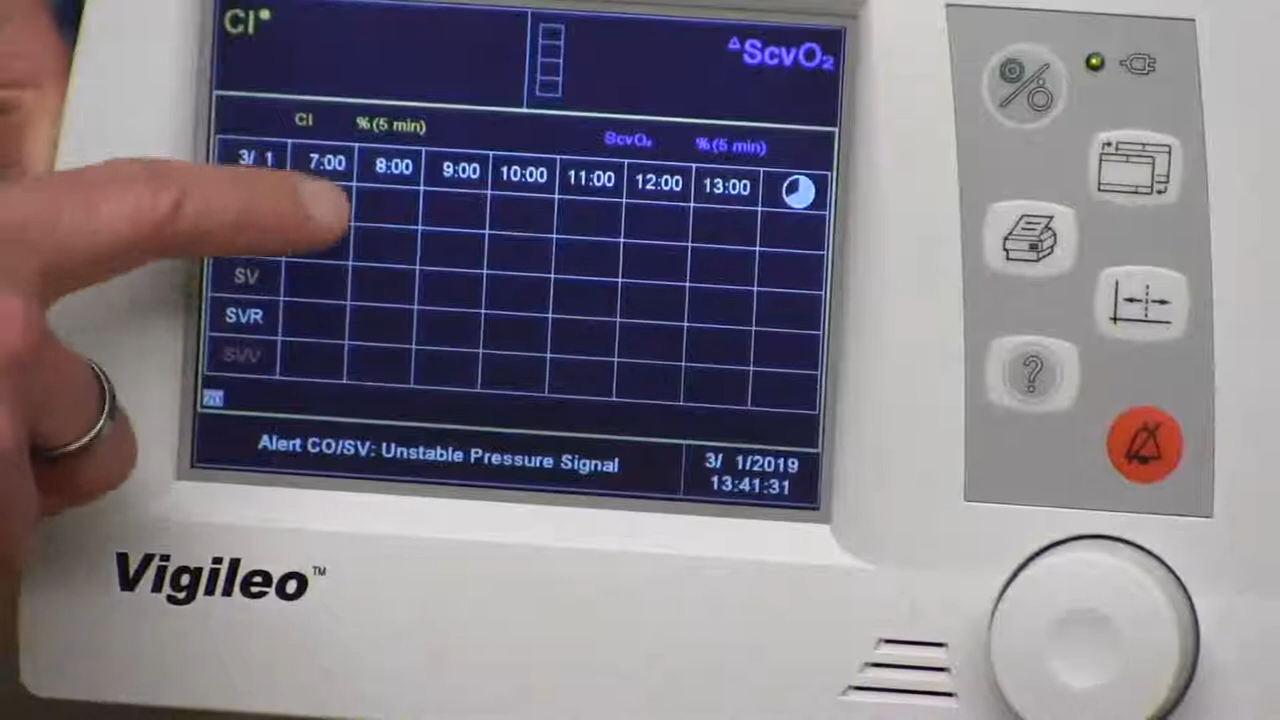 CI•
ΔScvO₂
CI %(5 min) ScvO₂ %(5 min)
3/ 1 7:00 8:00 9:00 10:00 11:00 12:00 13:00
SV
SVR
SVV
20
Alert CO/SV: Unstable Pressure Signal
3/ 1/2019
13:41:31
?
Vigileo™